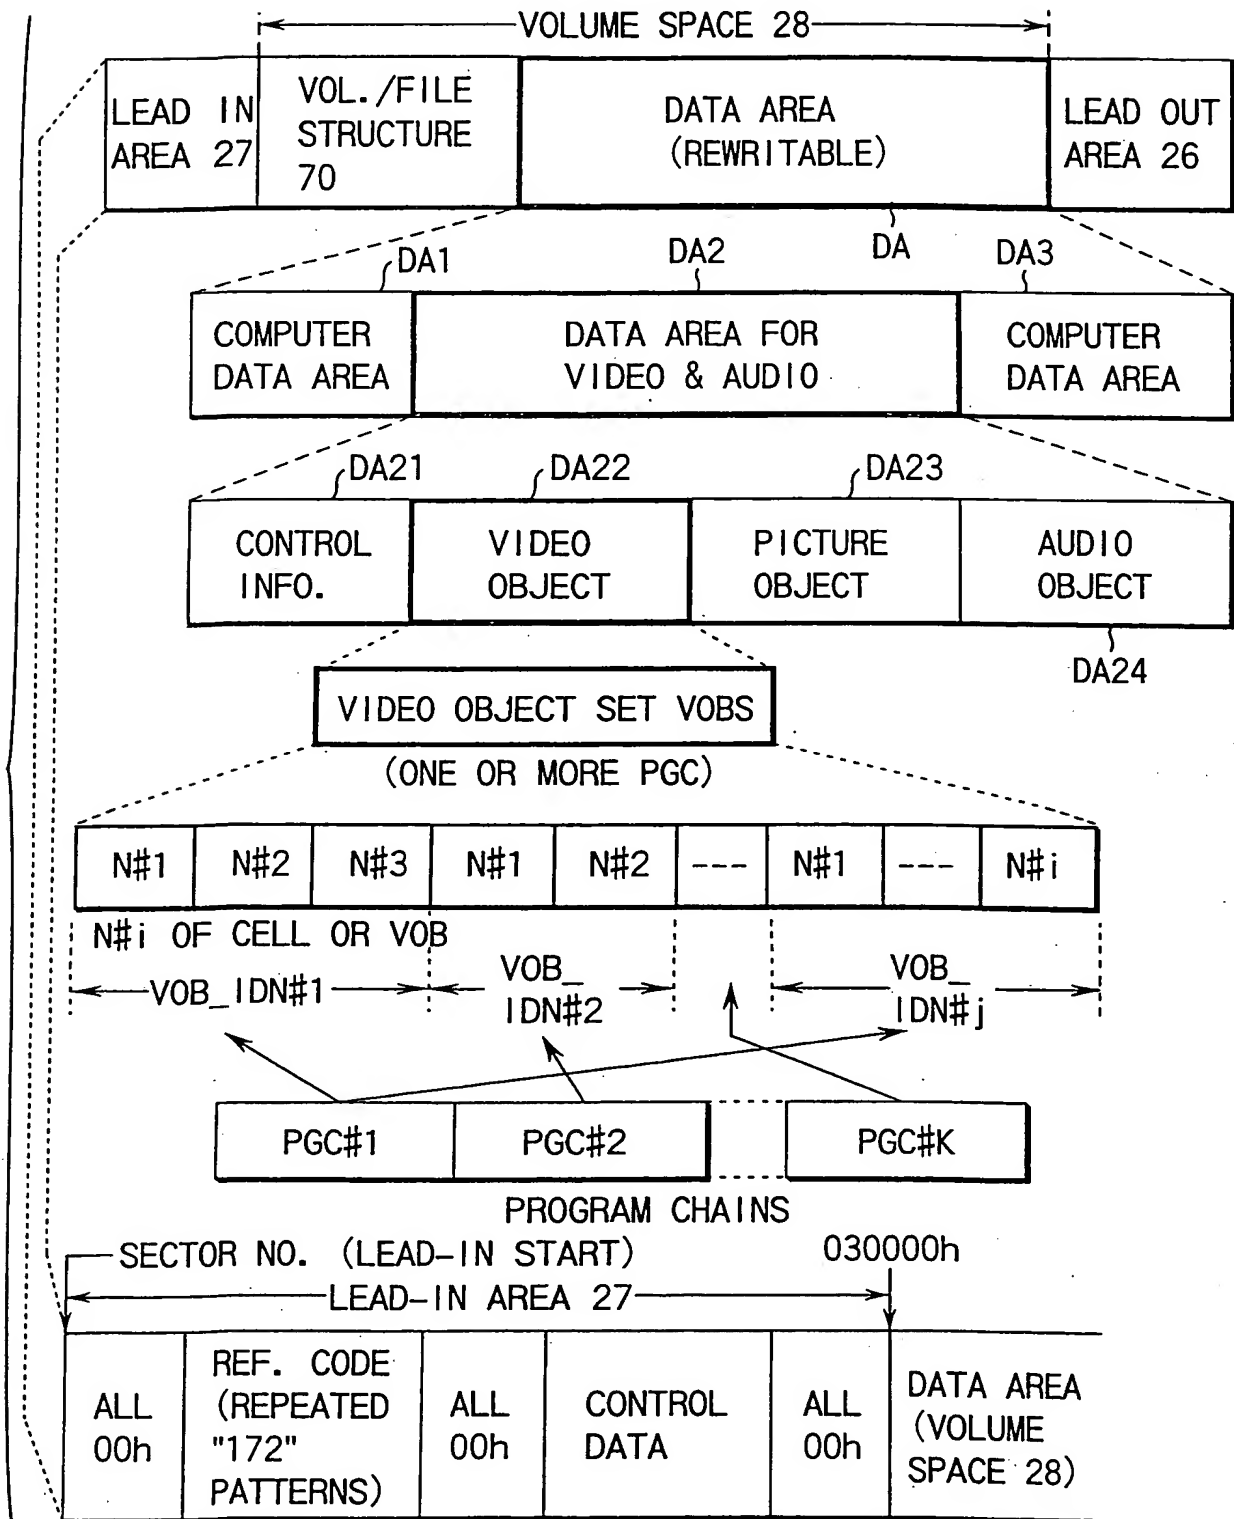 VOLUME SPACE 28
LEAD IN
AREA 27
VOL./FILE
STRUCTURE
70
DATA AREA
(REWRITABLE)
LEAD OUT
AREA 26
DA
DA1
DA2
DA3
COMPUTER
DATA AREA
DATA AREA FOR
VIDEO & AUDIO
COMPUTER
DATA AREA
DA21
DA22
DA23
CONTROL
INFO.
VIDEO
OBJECT
PICTURE
OBJECT
AUDIO
OBJECT
DA24
VIDEO OBJECT SET VOBS
(ONE OR MORE PGC)
N#1 N#2 N#3 N#1 N#2 --- N#1 --- N#i
N#i OF CELL OR VOB
VOB_IDN#1
VOB_
IDN#2
VOB_
IDN#j
PGC#1 PGC#2 PGC#K
PROGRAM CHAINS
SECTOR NO. (LEAD-IN START)
030000h
LEAD-IN AREA 27
ALL
00h
REF. CODE
(REPEATED
"172"
PATTERNS)
ALL
00h
CONTROL
DATA
ALL
00h
DATA AREA
(VOLUME
SPACE 28)